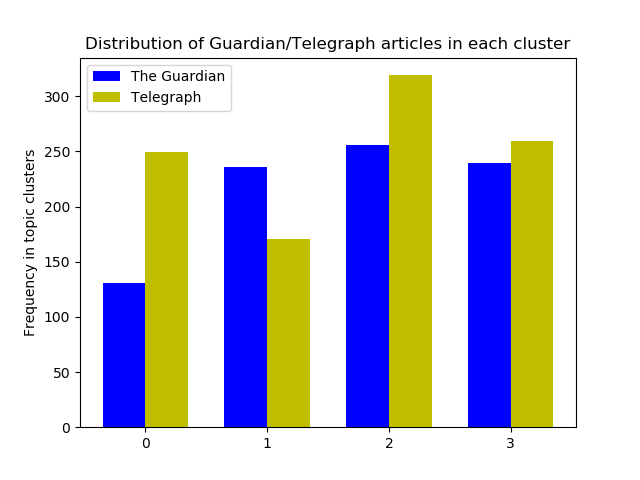 Distribution of Guardian/Telegraph articles in each cluster
The Guardian
Telegraph
Frequency in topic clusters
300
250
200
150
100
50
0
0 1 2 3